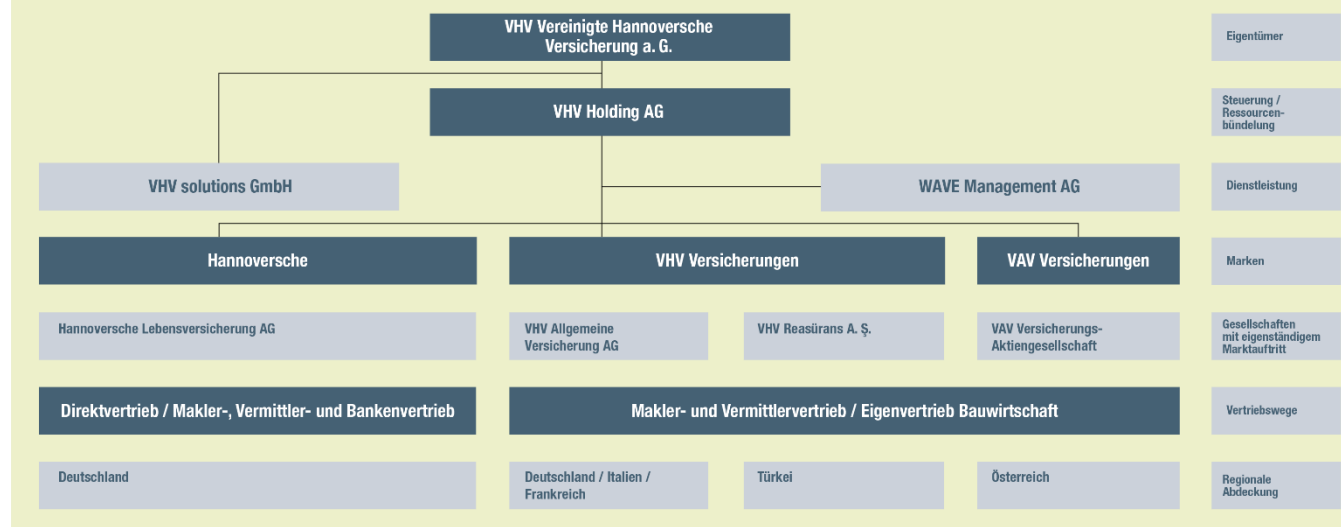 VHV Vereinigte Hannoversche
Versicherung a. G.
Eigentümer
VHV Holding AG
Steuerung /
Ressourcen-
bündelung
VHV solutions GmbH
WAVE Management AG
Dienstleistung
Hannoversche
VHV Versicherungen
VAV Versicherungen
Marken
Hannoversche Lebensversicherung AG
VHV Allgemeine
Versicherung AG
VHV Reasürans A. Ş.
VAV Versicherungs-
Aktiengesellschaft
Gesellschaften
mit eigenständigem
Marktauftritt
Direktvertrieb / Makler-, Vermittler- und Bankenvertrieb
Makler- und Vermittlervertrieb / Eigenvertrieb Bauwirtschaft
Vertriebswege
Deutschland
Deutschland / Italien /
Frankreich
Türkei
Österreich
Regionale
Abdeckung